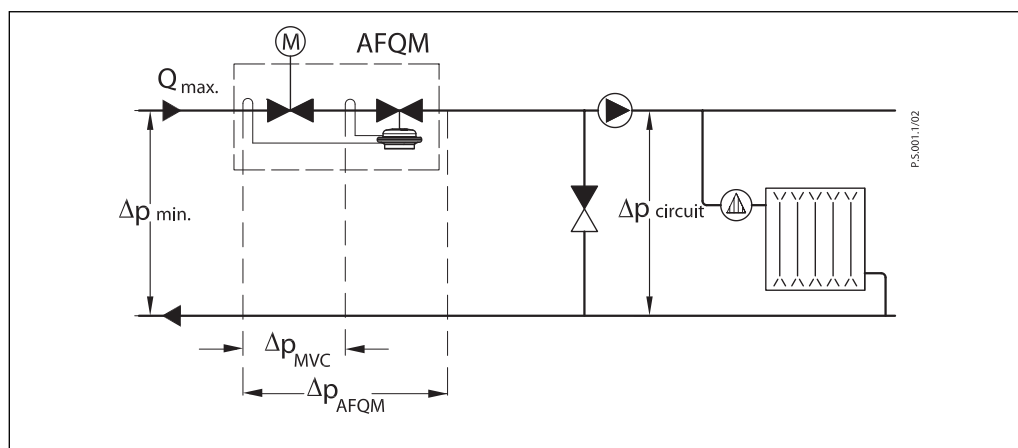 M
AFQM
Q max.
Δp min.
Δp circuit
Δp MVC
Δp AFQM
P.S.001.1/02